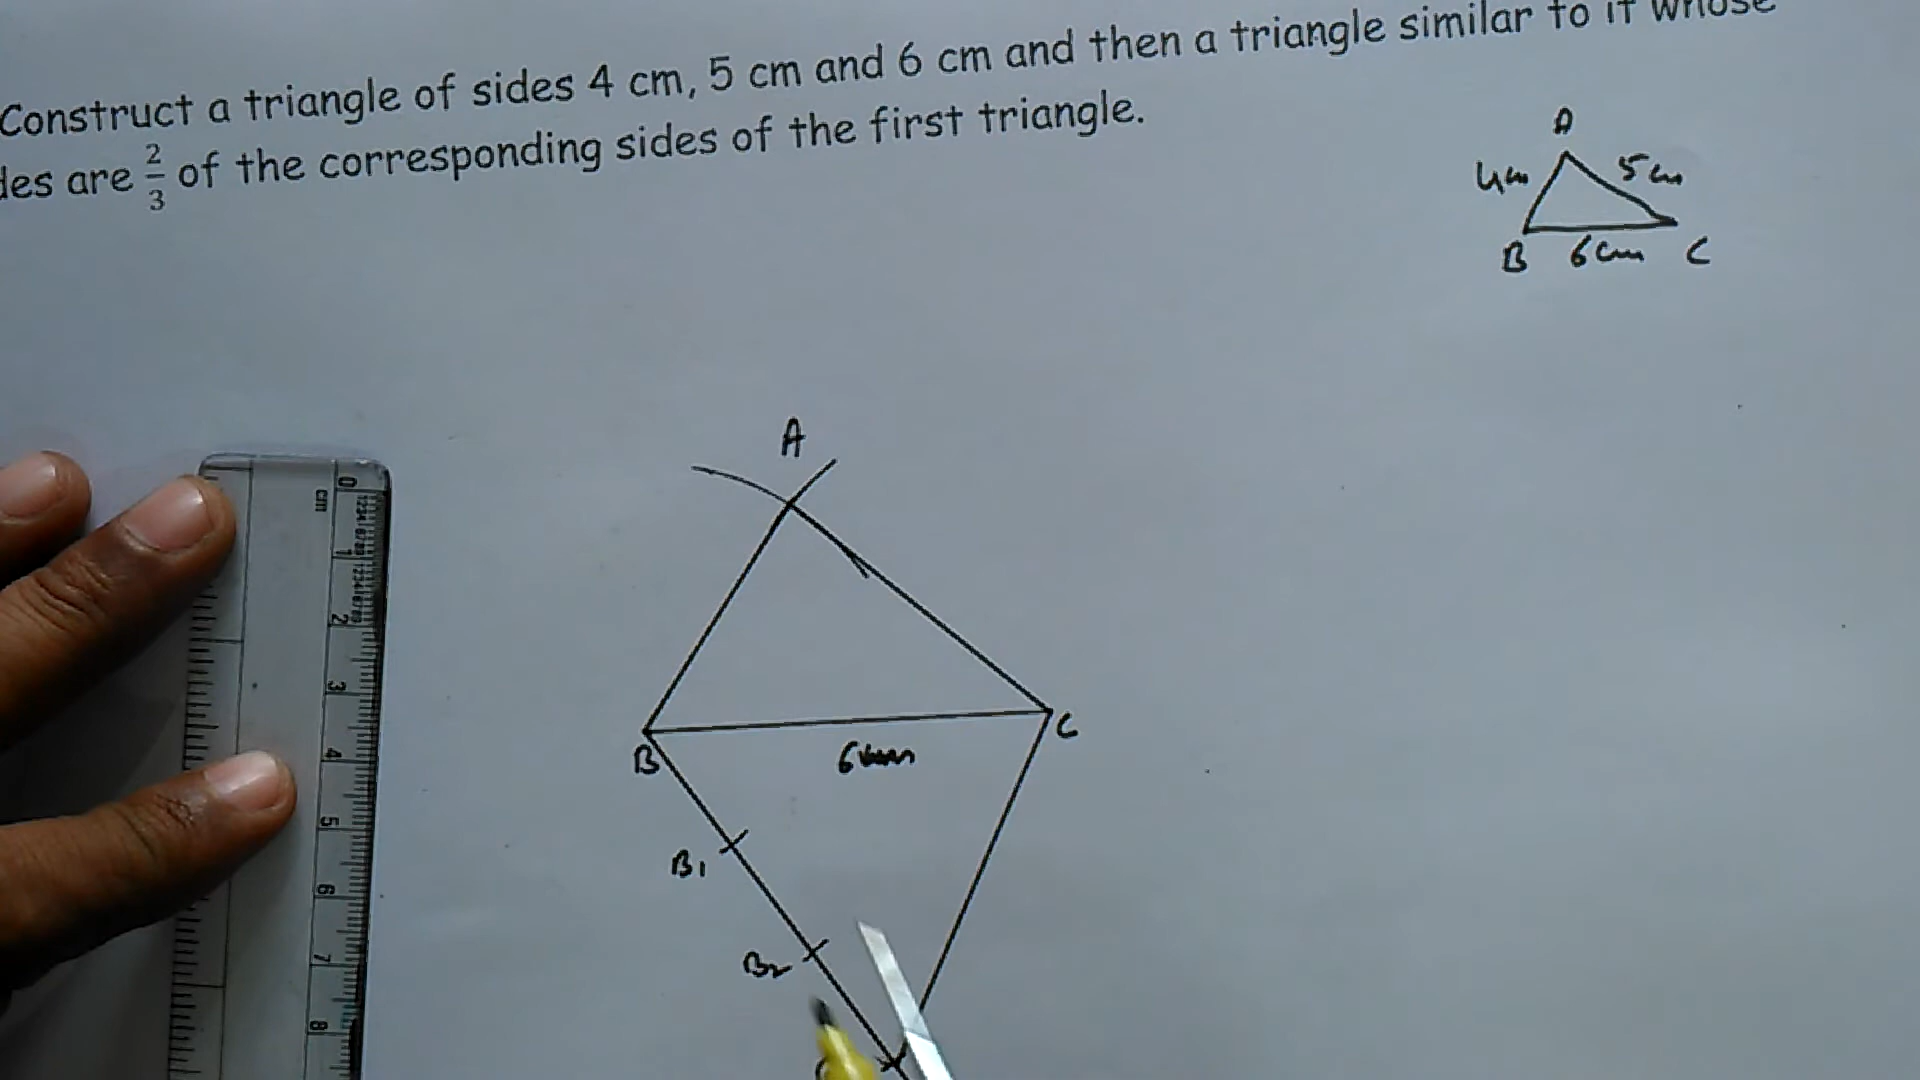 Construct a triangle of sides 4 cm, 5 cm and 6 cm and then a triangle similar to it whose
des are 2/3 of the corresponding sides of the first triangle.
A
4cm 5cm
B 6cm C
A
B C
6cm
B1
B2
cm
0
1
2
3
4
5
6
7
8